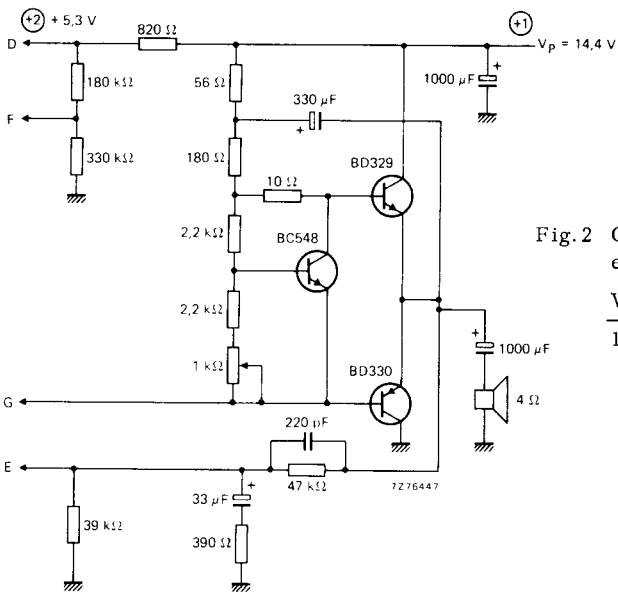 +2 + 5,3 V
+1
D
820 Ω
V_P = 14,4 V
180 kΩ
56 Ω
330 μF
+
1000 μF
+
F
330 kΩ
180 Ω
10 Ω
BD329
2,2 kΩ
BC548
Fig. 2
2,2 kΩ
+
1000 μF
1 kΩ
BD330
4 Ω
G
220 pF
E
+
47 kΩ
7Z76447
33 μF
39 kΩ
390 Ω